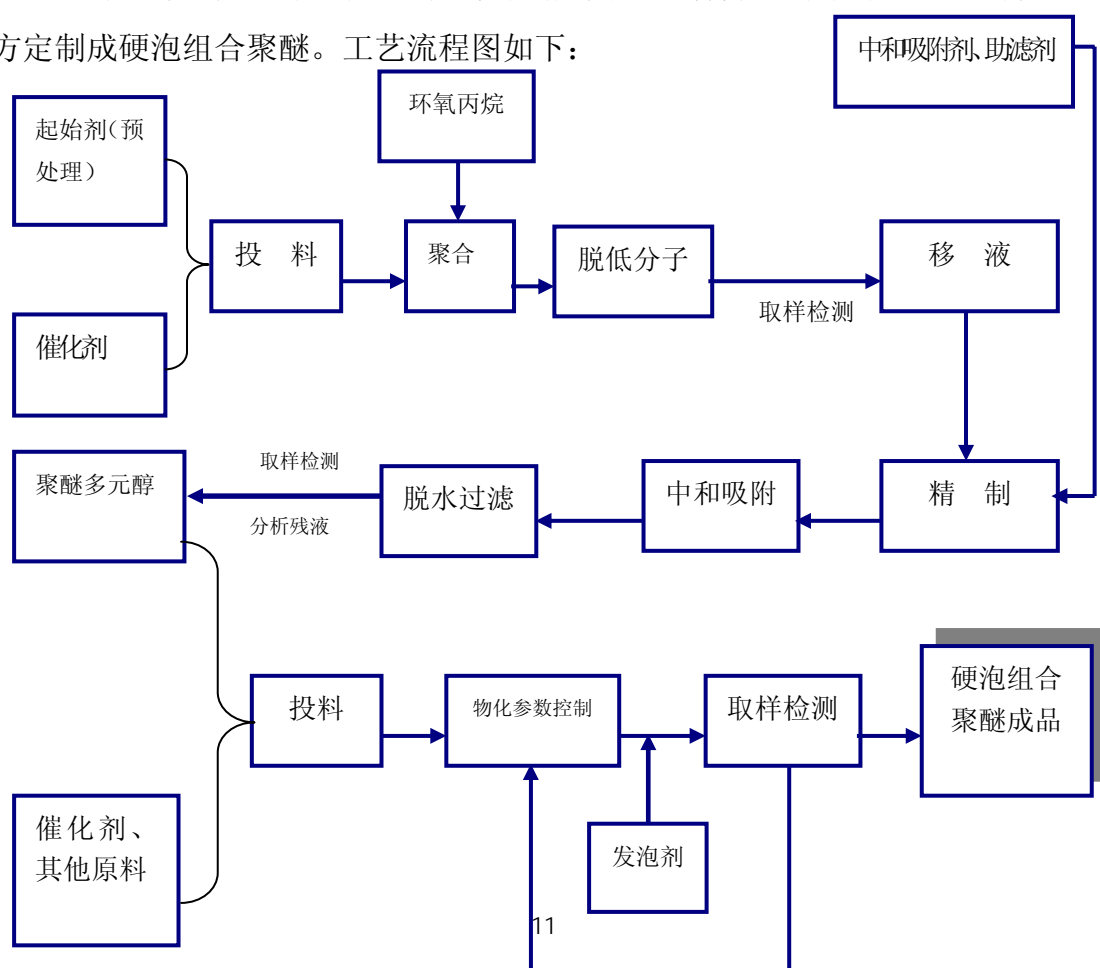 方定制成硬泡组合聚醚。工艺流程图如下：
中和吸附剂、助滤剂
环氧丙烷
起始剂（预
处理）
投 料
聚合
脱低分子
移 液
取样检测
催化剂
聚醚多元醇
取样检测
分析残液
脱水过滤
中和吸附
精 制
投料
物化参数控制
取样检测
硬泡组合
聚醚成品
催化剂、
其他原料
发泡剂
11